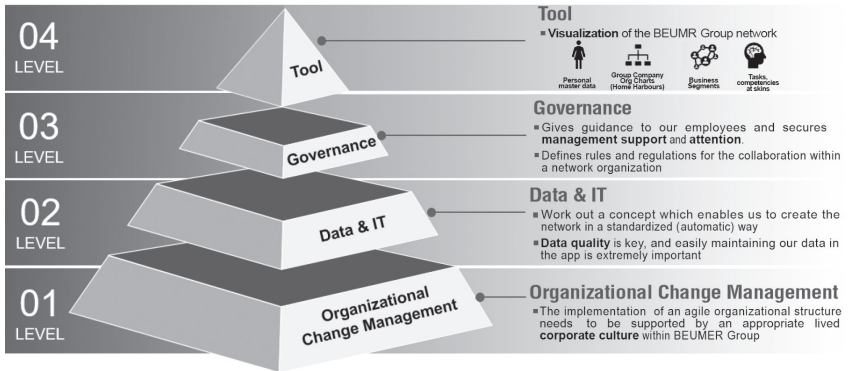 04
LEVEL
Tool
Tool
Visualization of the BEUMR Group network
Personal
master data
Group Company
Org Charts
(Home Harbours)
Business
Segments
Tasks,
competencies
at skins
03
LEVEL
Governance
Governance
Gives guidance to our employees and secures
management support and attention.
Defines rules and regulations for the collaboration within
a network organization
02
LEVEL
Data & IT
Data & IT
Work out a concept which enables us to create the
network in a standardized (automatic) way
Data quality is key, and easily maintaining our data in
the app is extremely important
01
LEVEL
Organizational
Change Management
Organizational Change Management
The implementation of an agile organizational structure
needs to be supported by an appropriate lived
corporate culture within BEUMER Group